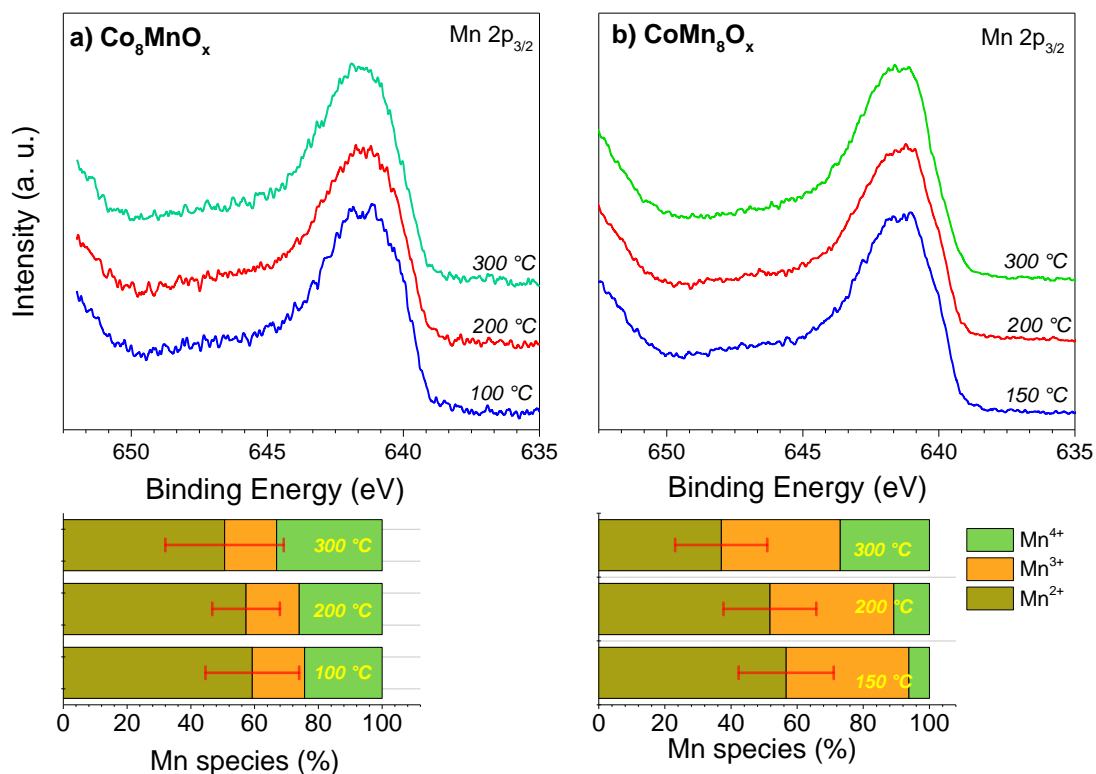 a) Co₈MnOₓ
Mn 2p₃/₂
300 °C
200 °C
100 °C
650
645
640
635
Binding Energy (eV)
Intensity (a. u.)
b) CoMn₈Oₓ
Mn 2p₃/₂
300 °C
200 °C
150 °C
650
645
640
635
Binding Energy (eV)
300 °C
200 °C
100 °C
0 20 40 60 80 100
Mn species (%)
300 °C
200 °C
150 °C
0 20 40 60 80 100
Mn species (%)
Mn⁴⁺
Mn³⁺
Mn²⁺